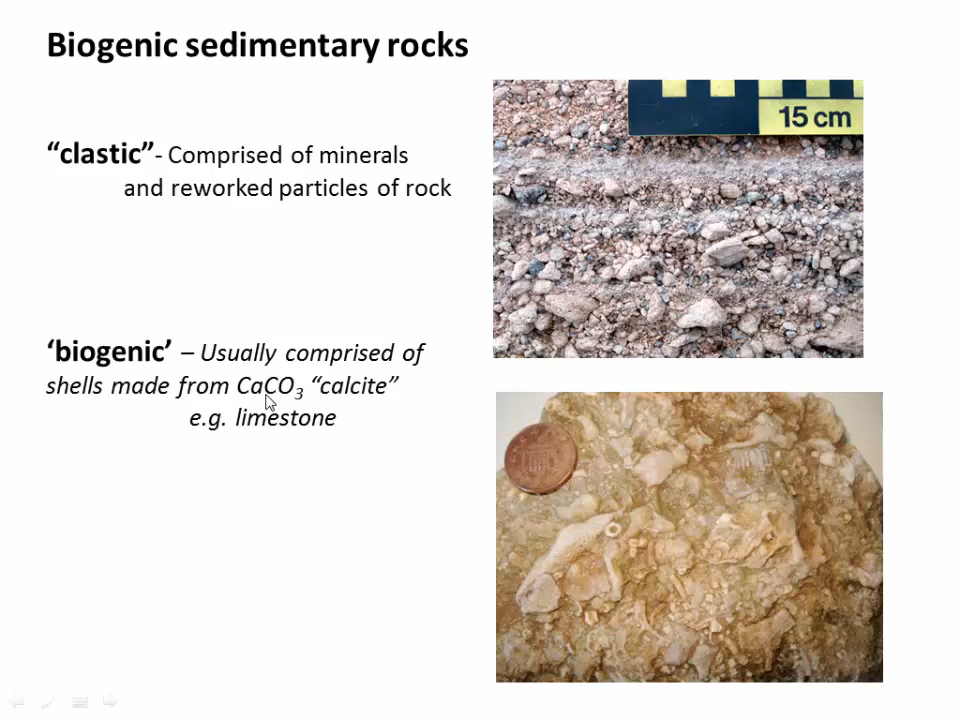 Biogenic sedimentary rocks
“clastic”- Comprised of minerals
and reworked particles of rock
15 cm
‘biogenic’ – Usually comprised of
shells made from CaCO₃ “calcite”
e.g. limestone